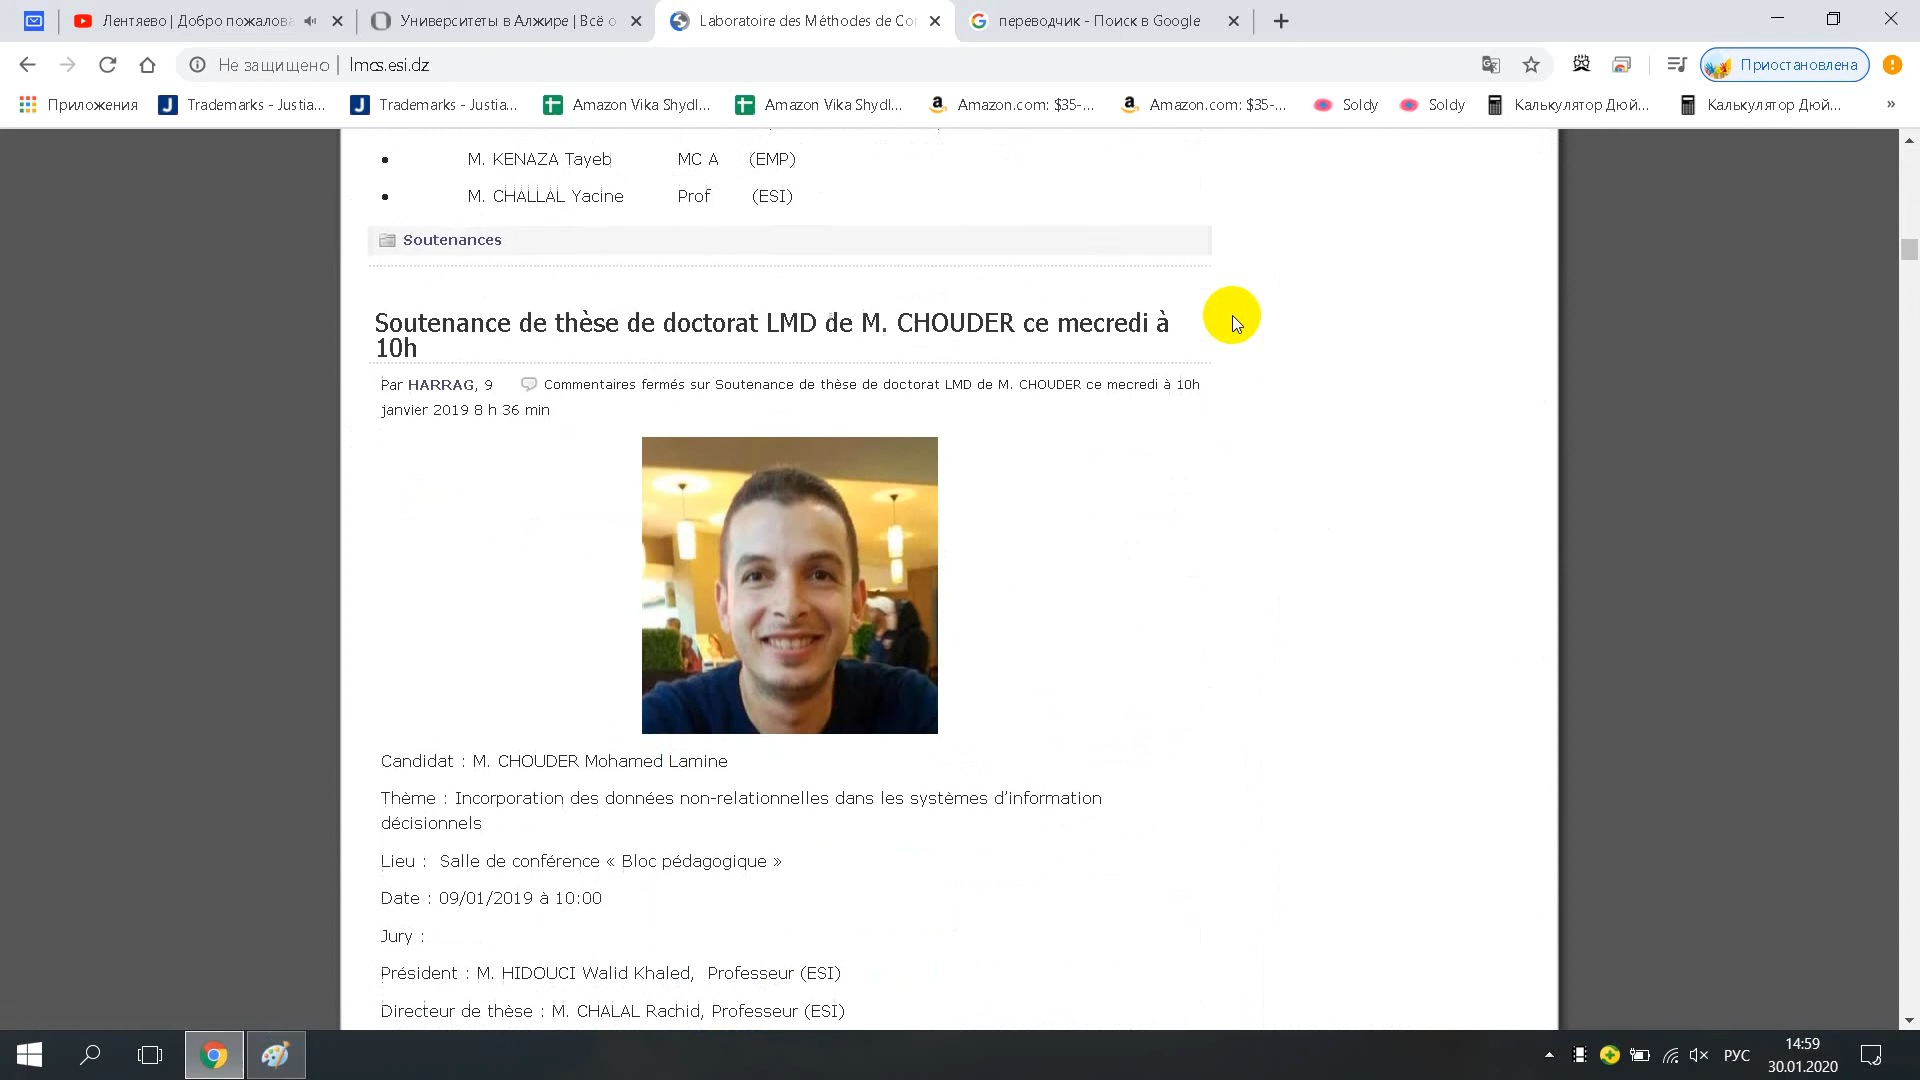 Лентяево | Добро пожалова
Университеты в Алжире | Всё о
Laboratoire des Méthodes de Co
переводчик - Поиск в Google
Не защищено | lmcs.esi.dz
Приостановлена
Приложения
Trademarks - Justia...
Trademarks - Justia...
Amazon Vika Shydl...
Amazon Vika Shydl...
Amazon.com: $35-...
Amazon.com: $35-...
Soldy
Soldy
Калькулятор Дюй...
Калькулятор Дюй...
»
• M. KENAZA Tayeb MC A (EMP)
• M. CHALLAL Yacine Prof (ESI)
Soutenances
Soutenance de thèse de doctorat LMD de M. CHOUDER ce mecredi à
10h
Par HARRAG, 9 Commentaires fermés sur Soutenance de thèse de doctorat LMD de M. CHOUDER ce mecredi à 10h
janvier 2019 8 h 36 min
Candidat : M. CHOUDER Mohamed Lamine
Thème : Incorporation des données non-relationnelles dans les systèmes d’information
décisionnels
Lieu : Salle de conférence « Bloc pédagogique »
Date : 09/01/2019 à 10:00
Jury :
Président : M. HIDOUCI Walid Khaled, Professeur (ESI)
Directeur de thèse : M. CHALAL Rachid, Professeur (ESI)
РУС
14:59
30.01.2020